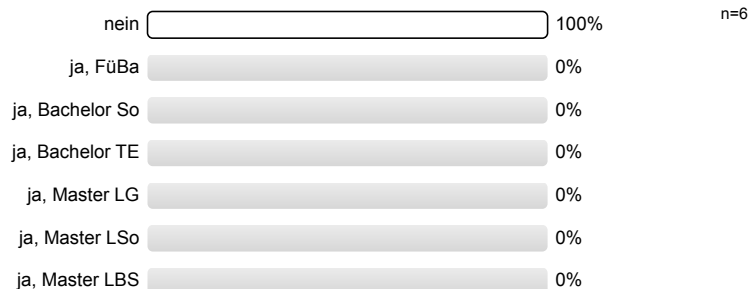 nein 100% n=6
ja, FüBa 0%
ja, Bachelor So 0%
ja, Bachelor TE 0%
ja, Master LG 0%
ja, Master LSo 0%
ja, Master LBS 0%